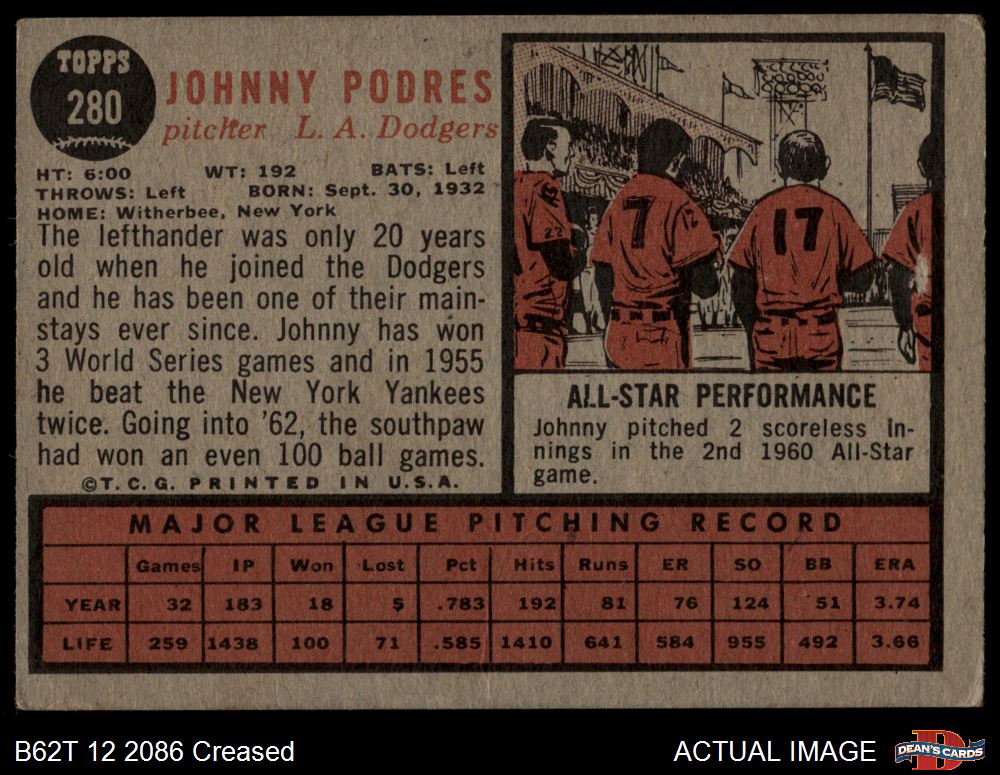 TOPPS
280
JOHNNY PODRES
pitcher L. A. Dodgers
HT: 6:00 WT: 192 BATS: Left
THROWS: Left BORN: Sept. 30, 1932
HOME: Witherbee, New York
The lefthander was only 20 years
old when he joined the Dodgers
and he has been one of their main-
stays ever since. Johnny has won
3 World Series games and in 1955
he beat the New York Yankees
twice. Going into '62, the southpaw
had won an even 100 ball games.
©T.C.G. PRINTED IN U.S.A.
7
17
ALL-STAR PERFORMANCE
Johnny pitched 2 scoreless in-
nings in the 2nd 1960 All-Star
game.
MAJOR LEAGUE PITCHING RECORD
Games IP Won Lost Pct Hits Runs ER SO BB ERA
YEAR 32 183 18 5 .783 192 81 76 124 51 3.74
LIFE 259 1438 100 71 .585 1410 641 584 955 492 3.66
B62T 12 2086 Creased
ACTUAL IMAGE
DEAN'S CARDS